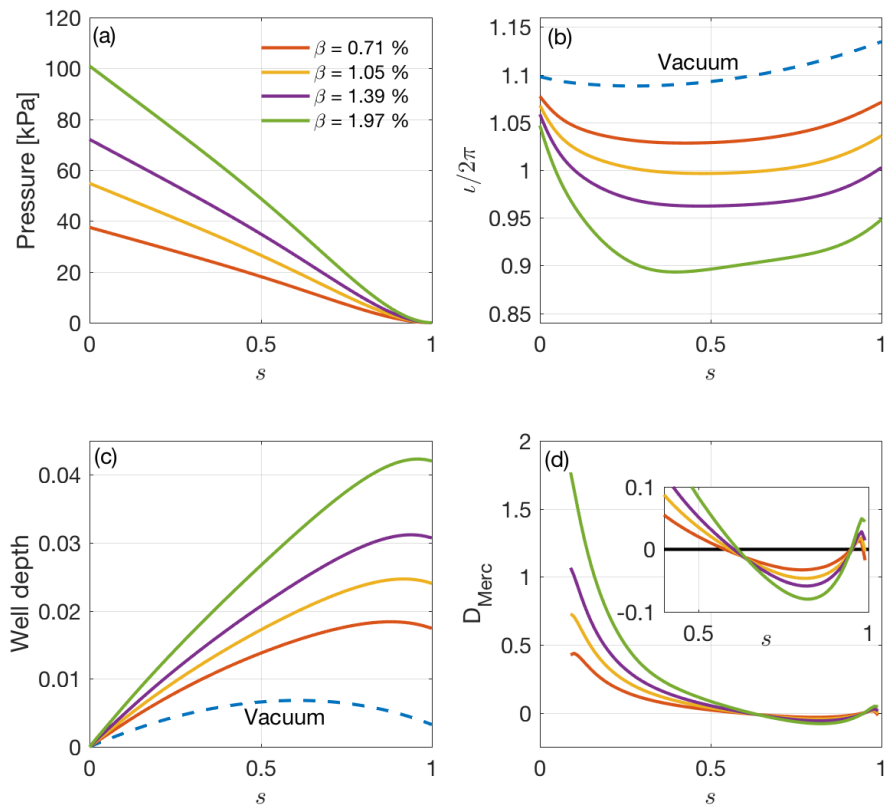 (a)
β = 0.71 %
β = 1.05 %
β = 1.39 %
β = 1.97 %
Pressure [kPa]
120
100
80
60
40
20
0
0 0.5 1
s
(b)
Vacuum
ι/2π
1.15
1.1
1.05
1
0.95
0.9
0.85
0 0.5 1
s
(c)
Vacuum
Well depth
0.04
0.03
0.02
0.01
0
0 0.5 1
s
(d)
D_Merc
2
1.5
1
0.5
0
0 0.5 1
s
0.1
0
-0.1
0.5 s 1